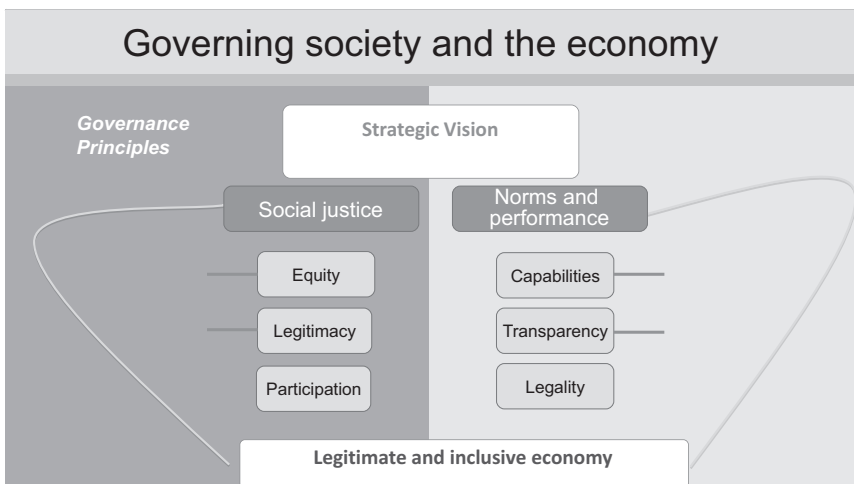 Governing society and the economy
Governance
Principles
Strategic Vision
Social justice
Norms and
performance
Equity
Capabilities
Legitimacy
Transparency
Participation
Legality
Legitimate and inclusive economy